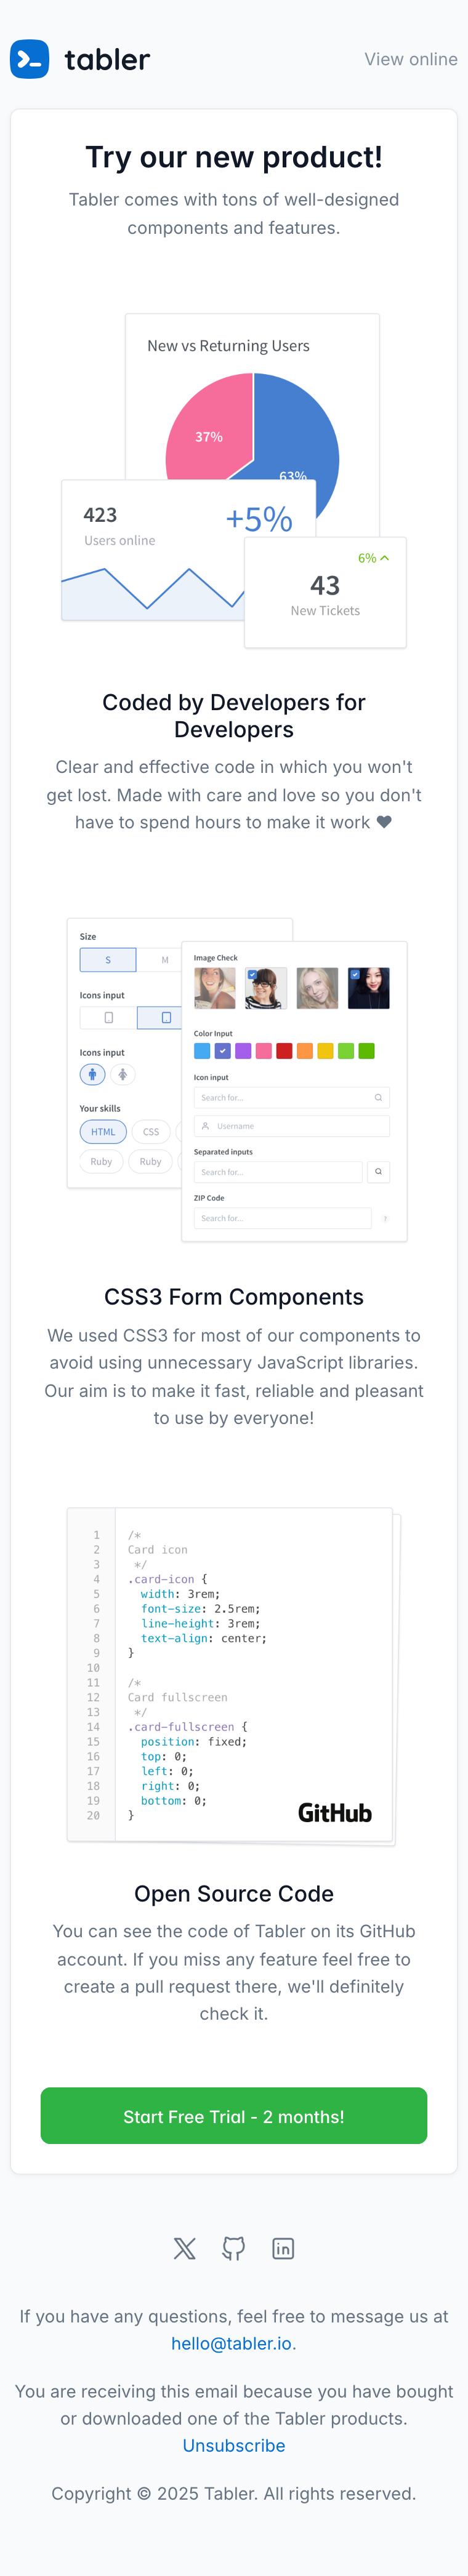 tabler
View online
Try our new product!
Tabler comes with tons of well-designed
components and features.
New vs Returning Users
37%
63%
423
Users online
+5%
6%
43
New Tickets
Coded by Developers for
Developers
Clear and effective code in which you won't
get lost. Made with care and love so you don't
have to spend hours to make it work ♥
Size
S
M
Icons input
Icons input
Your skills
HTML
CSS
Ruby
Ruby
Image Check
Color Input
Icon input
Search for...
Username
Separated inputs
Search for...
ZIP Code
Search for...
?
CSS3 Form Components
We used CSS3 for most of our components to
avoid using unnecessary JavaScript libraries.
Our aim is to make it fast, reliable and pleasant
to use by everyone!
1 /*
2 Card icon
3 */
4 .card-icon {
5 width: 3rem;
6 font-size: 2.5rem;
7 line-height: 3rem;
8 text-align: center;
9 }
10
11 /*
12 Card fullscreen
13 */
14 .card-fullscreen {
15 position: fixed;
16 top: 0;
17 left: 0;
18 right: 0;
19 bottom: 0;
20 }
GitHub
Open Source Code
You can see the code of Tabler on its GitHub
account. If you miss any feature feel free to
create a pull request there, we'll definitely
check it.
Start Free Trial - 2 months!
If you have any questions, feel free to message us at
hello@tabler.io.
You are receiving this email because you have bought
or downloaded one of the Tabler products.
Unsubscribe
Copyright © 2025 Tabler. All rights reserved.